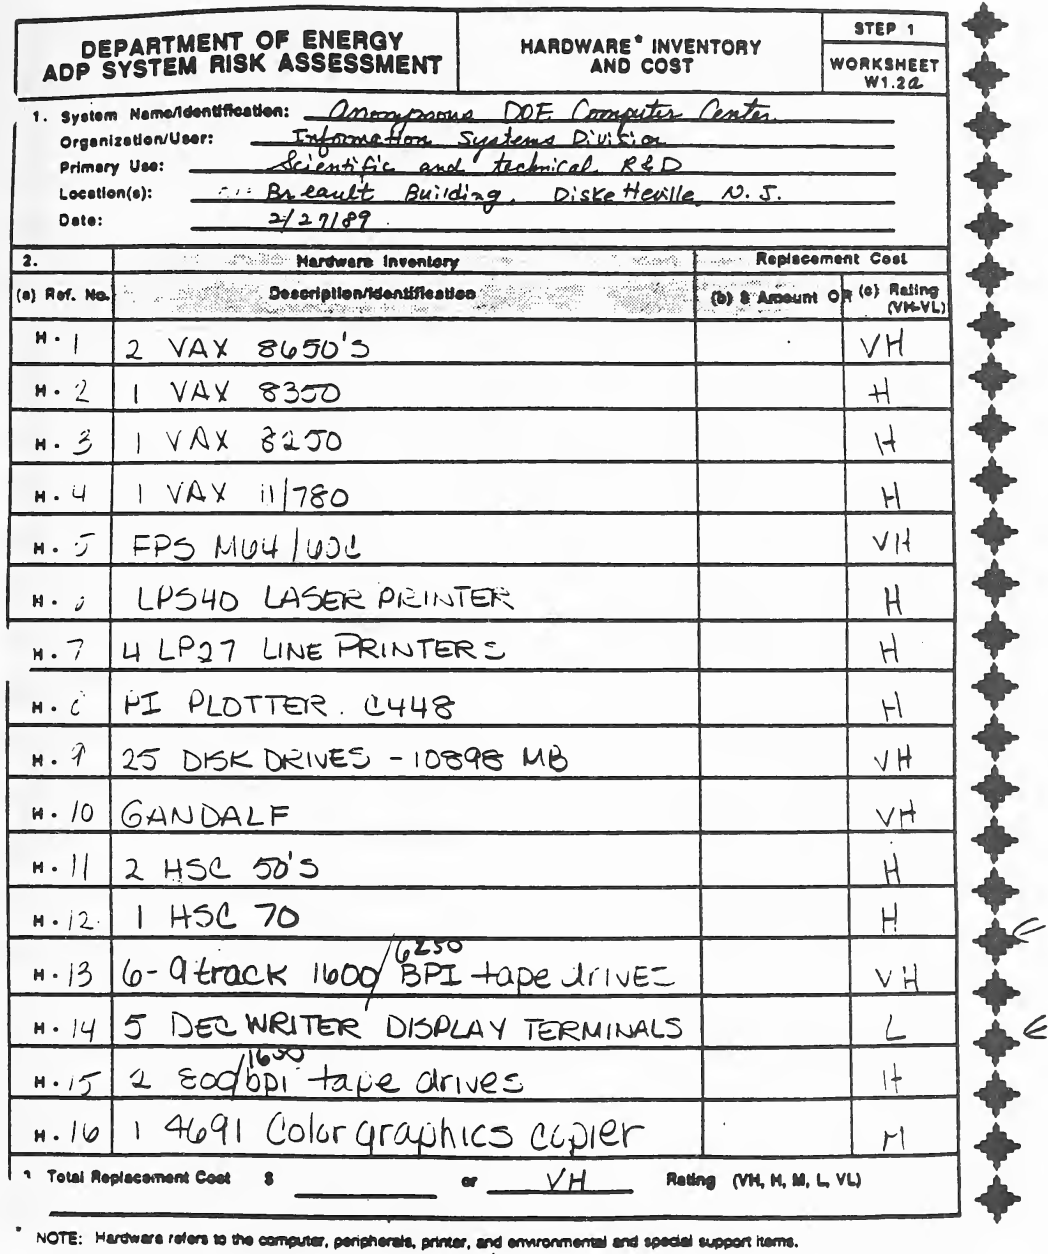 DEPARTMENT OF ENERGY
ADP SYSTEM RISK ASSESSMENT
HARDWARE* INVENTORY
AND COST
STEP 1
WORKSHEET
W1.2a
1. System Name/Identification: Anonymous DOE Computer Center
Organization/User: Information Systems Division
Primary Use: Scientific and technical R&D
Location(s): Breault Building, Disketteville, N.J.
Date: 2/27/89
2. Hardware Inventory Replacement Cost
(a) Ref. No. Description/Identification (b) $ Amount OR (c) Rating
(VH-VL)
H-1 2 VAX 8650's VH
H-2 1 VAX 8350 H
H-3 1 VAX 8250 H
H-4 1 VAX 11/780 H
H-5 FPS M64/60C VH
H- LPS40 LASER PRINTER H
H-7 4 LP27 LINE PRINTERS H
H- PLOTTER C448 H
H-9 25 DISK DRIVES - 10898 MB VH
H-10 GANDALF VH
H-11 2 HSC 50's H
H-12 1 HSC 70 H
H-13 6-9 track 1600/6250 BPI tape drives VH
H-14 5 DECWRITER DISPLAY TERMINALS L
H-15 2 800/1600 bpi tape drives H
H-16 1 4691 Color graphics copier M
Total Replacement Cost $ or VH Rating (VH, H, M, L, VL)
* NOTE: Hardware refers to the computer, peripherals, printer, and environmental and special support items.